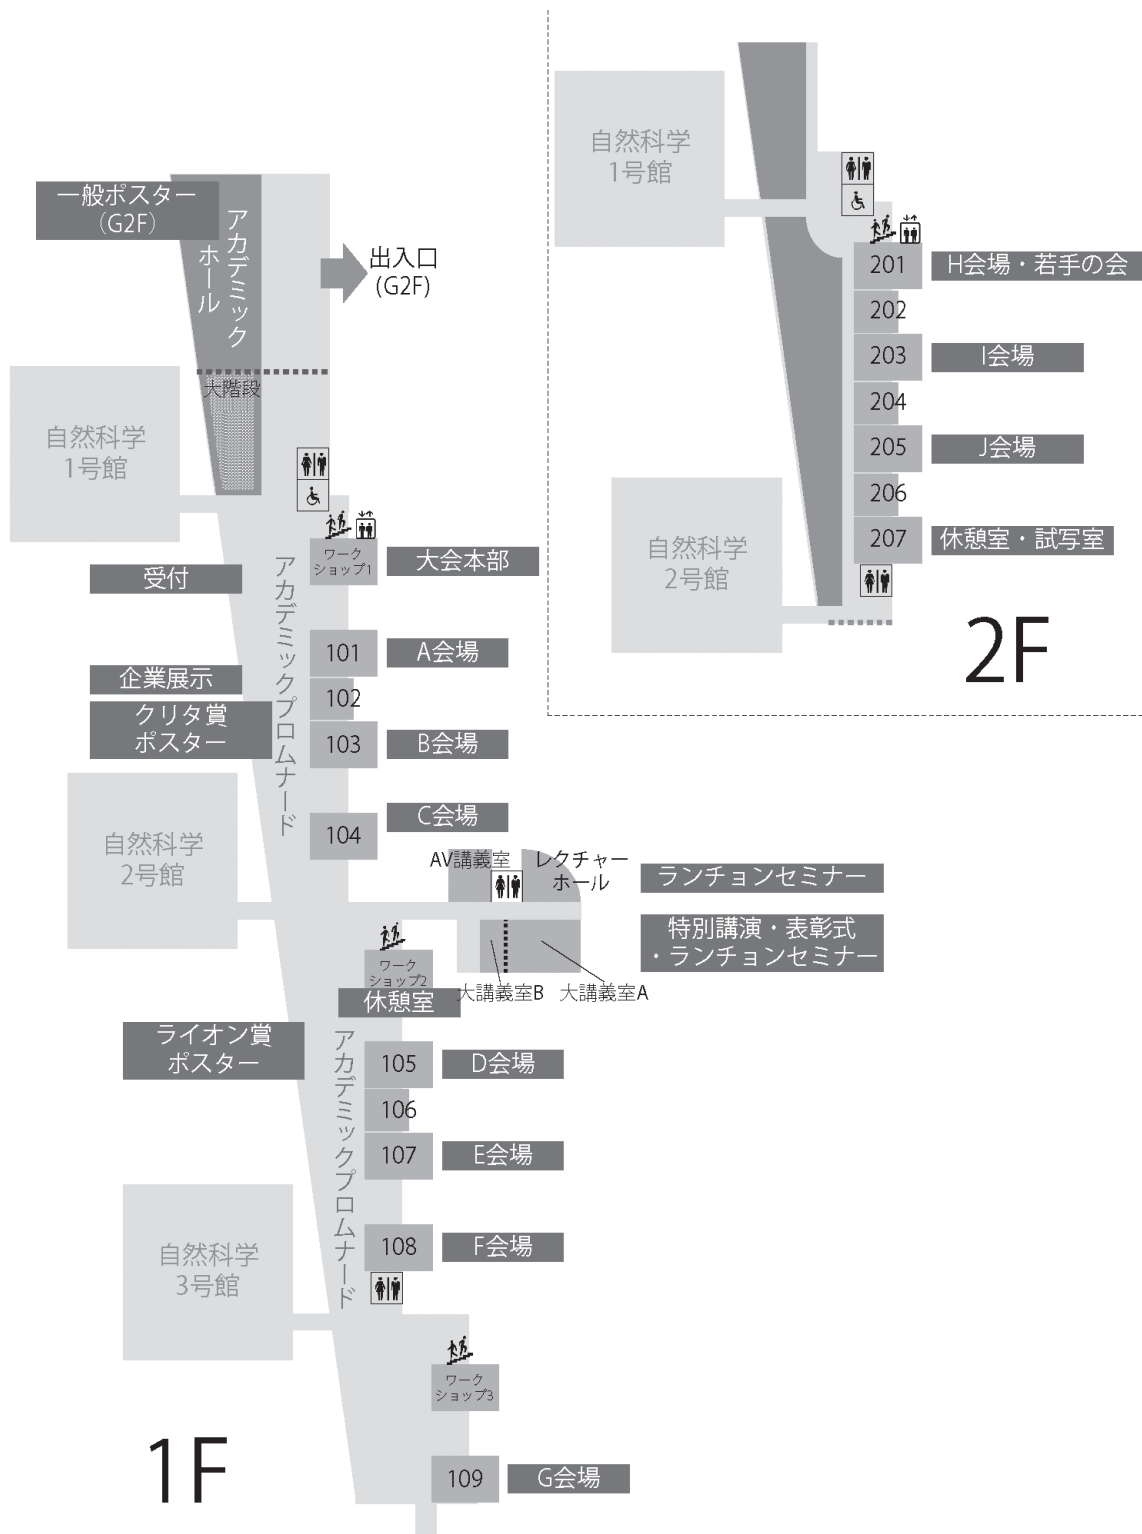 一般ポスター
（G2F）
アカデミック
ホール
出入口
(G2F)
大階段
自然科学
1号館
ワーク
ショップ1
大会本部
受付
アカデミックプロムナード
101
A会場
企業展示
102
クリタ賞
ポスター
103
B会場
C会場
104
自然科学
2号館
AV講義室
レクチャー
ホール
ランチョンセミナー
特別講演・表彰式
・ランチョンセミナー
ワーク
ショップ2
大講義室B
大講義室A
休憩室
ライオン賞
ポスター
アカデミックプロムナード
105
D会場
106
107
E会場
自然科学
3号館
108
F会場
ワーク
ショップ3
1F
109
G会場
自然科学
1号館
201
H会場・若手の会
202
203
I会場
204
205
J会場
206
207
休憩室・試写室
自然科学
2号館
2F